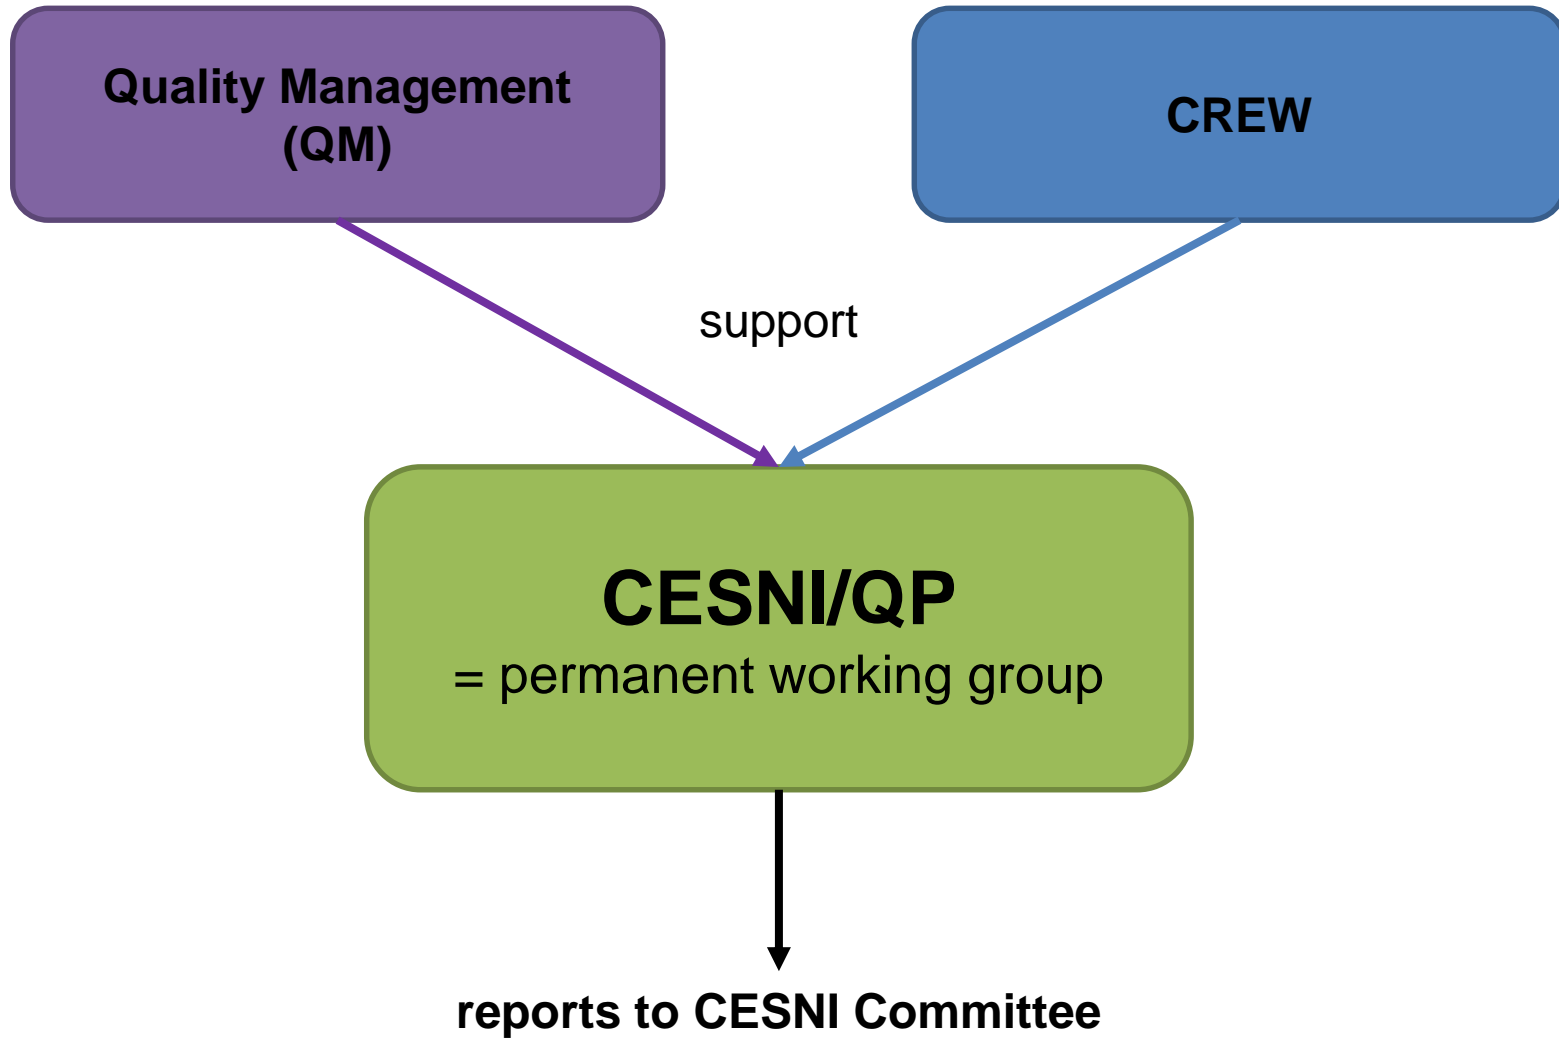 Quality Management
(QM)
CREW
support
CESNI/QP
= permanent working group
reports to CESNI Committee